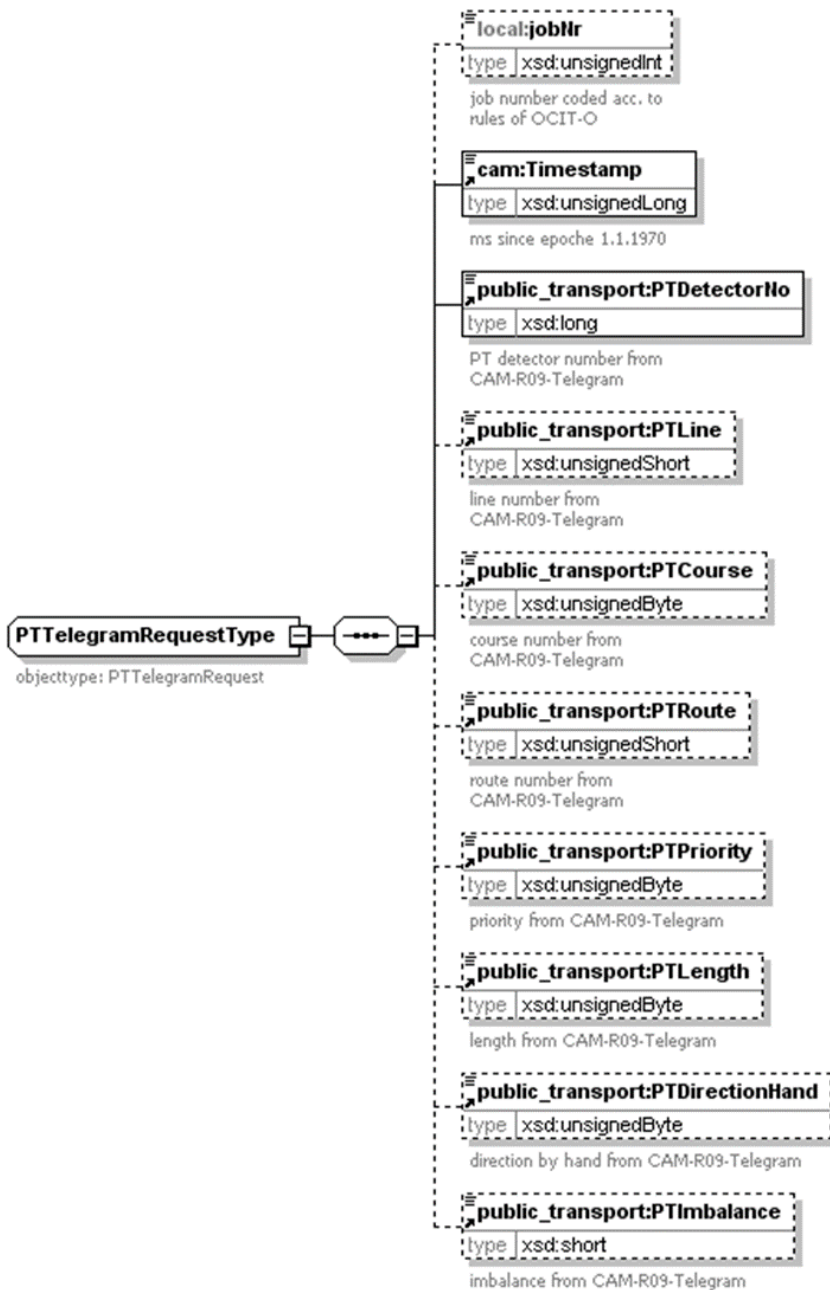 local:jobNr
type xsd:unsignedInt
job number coded acc. to
rules of OCIT-O
cam:Timestamp
type xsd:unsignedLong
ms since epoche 1.1.1970
public_transport:PTDetectorNo
type xsd:long
PT detector number from
CAM-R09-Telegram
public_transport:PTLine
type xsd:unsignedShort
line number from
CAM-R09-Telegram
public_transport:PTCourse
type xsd:unsignedByte
course number from
CAM-R09-Telegram
PTTelegramRequestType
objecttype: PTTelegramRequest
public_transport:PTRoute
type xsd:unsignedShort
route number from
CAM-R09-Telegram
public_transport:PTPriority
type xsd:unsignedByte
priority from CAM-R09-Telegram
public_transport:PTLength
type xsd:unsignedByte
length from CAM-R09-Telegram
public_transport:PTDirectionHand
type xsd:unsignedByte
direction by hand from CAM-R09-Telegram
public_transport:PTImbalance
type xsd:short
imbalance from CAM-R09-Telegram